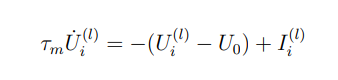 τ_m U̇_i^{(l)} = −(U_i^{(l)} − U_0) + I_i^{(l)}